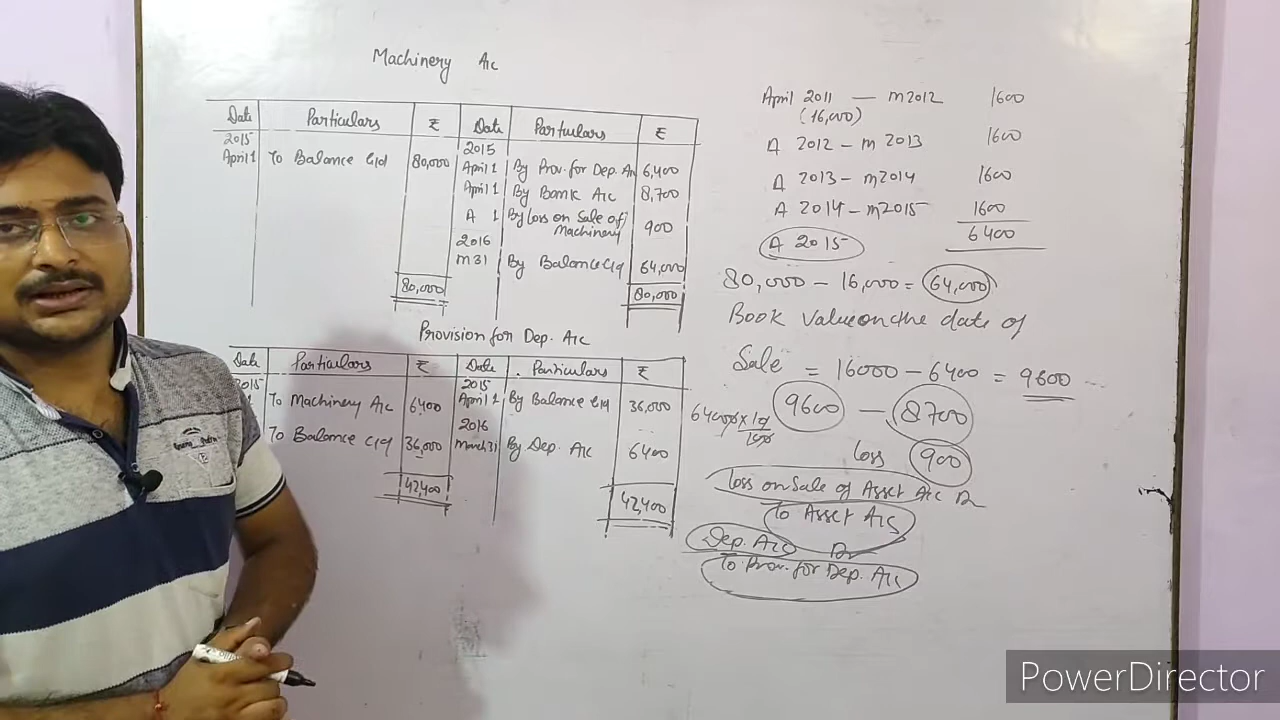 Machinery A/c
Date Particulars ₹ Date Particulars ₹
2015 2015
April 1 To Balance b/d 80,000 April 1 By Prov. for Dep. A/c 6,400
April 1 By Bank A/c 8,700
A 1 By Loss on Sale of Machinery 900
2016
M 31 By Balance c/d 64,000
80,000 80,000
Provision for Dep. A/c
Date Particulars ₹ Date Particulars ₹
2015 2015
To Machinery A/c 6400 April 1 By Balance b/d 36,000
2016
To Balance c/d 36,000 March 31 By Dep. A/c 6400
42,400 42,400
April 2011 — M 2012 1600
(16,000)
A 2012 - M 2013 1600
A 2013 - M 2014 1600
A 2014 - M 2015 1600
6400
A 2015
80,000 - 16,000 = 64,000
Book value on the date of
Sale = 16000 - 6400 = 9600
9600 — 8700
64000 × 10/100
loss 900
loss on Sale of Asset A/c Dr
To Asset A/c
Dep. A/c Dr
To Prov. for Dep. A/c
PowerDirector